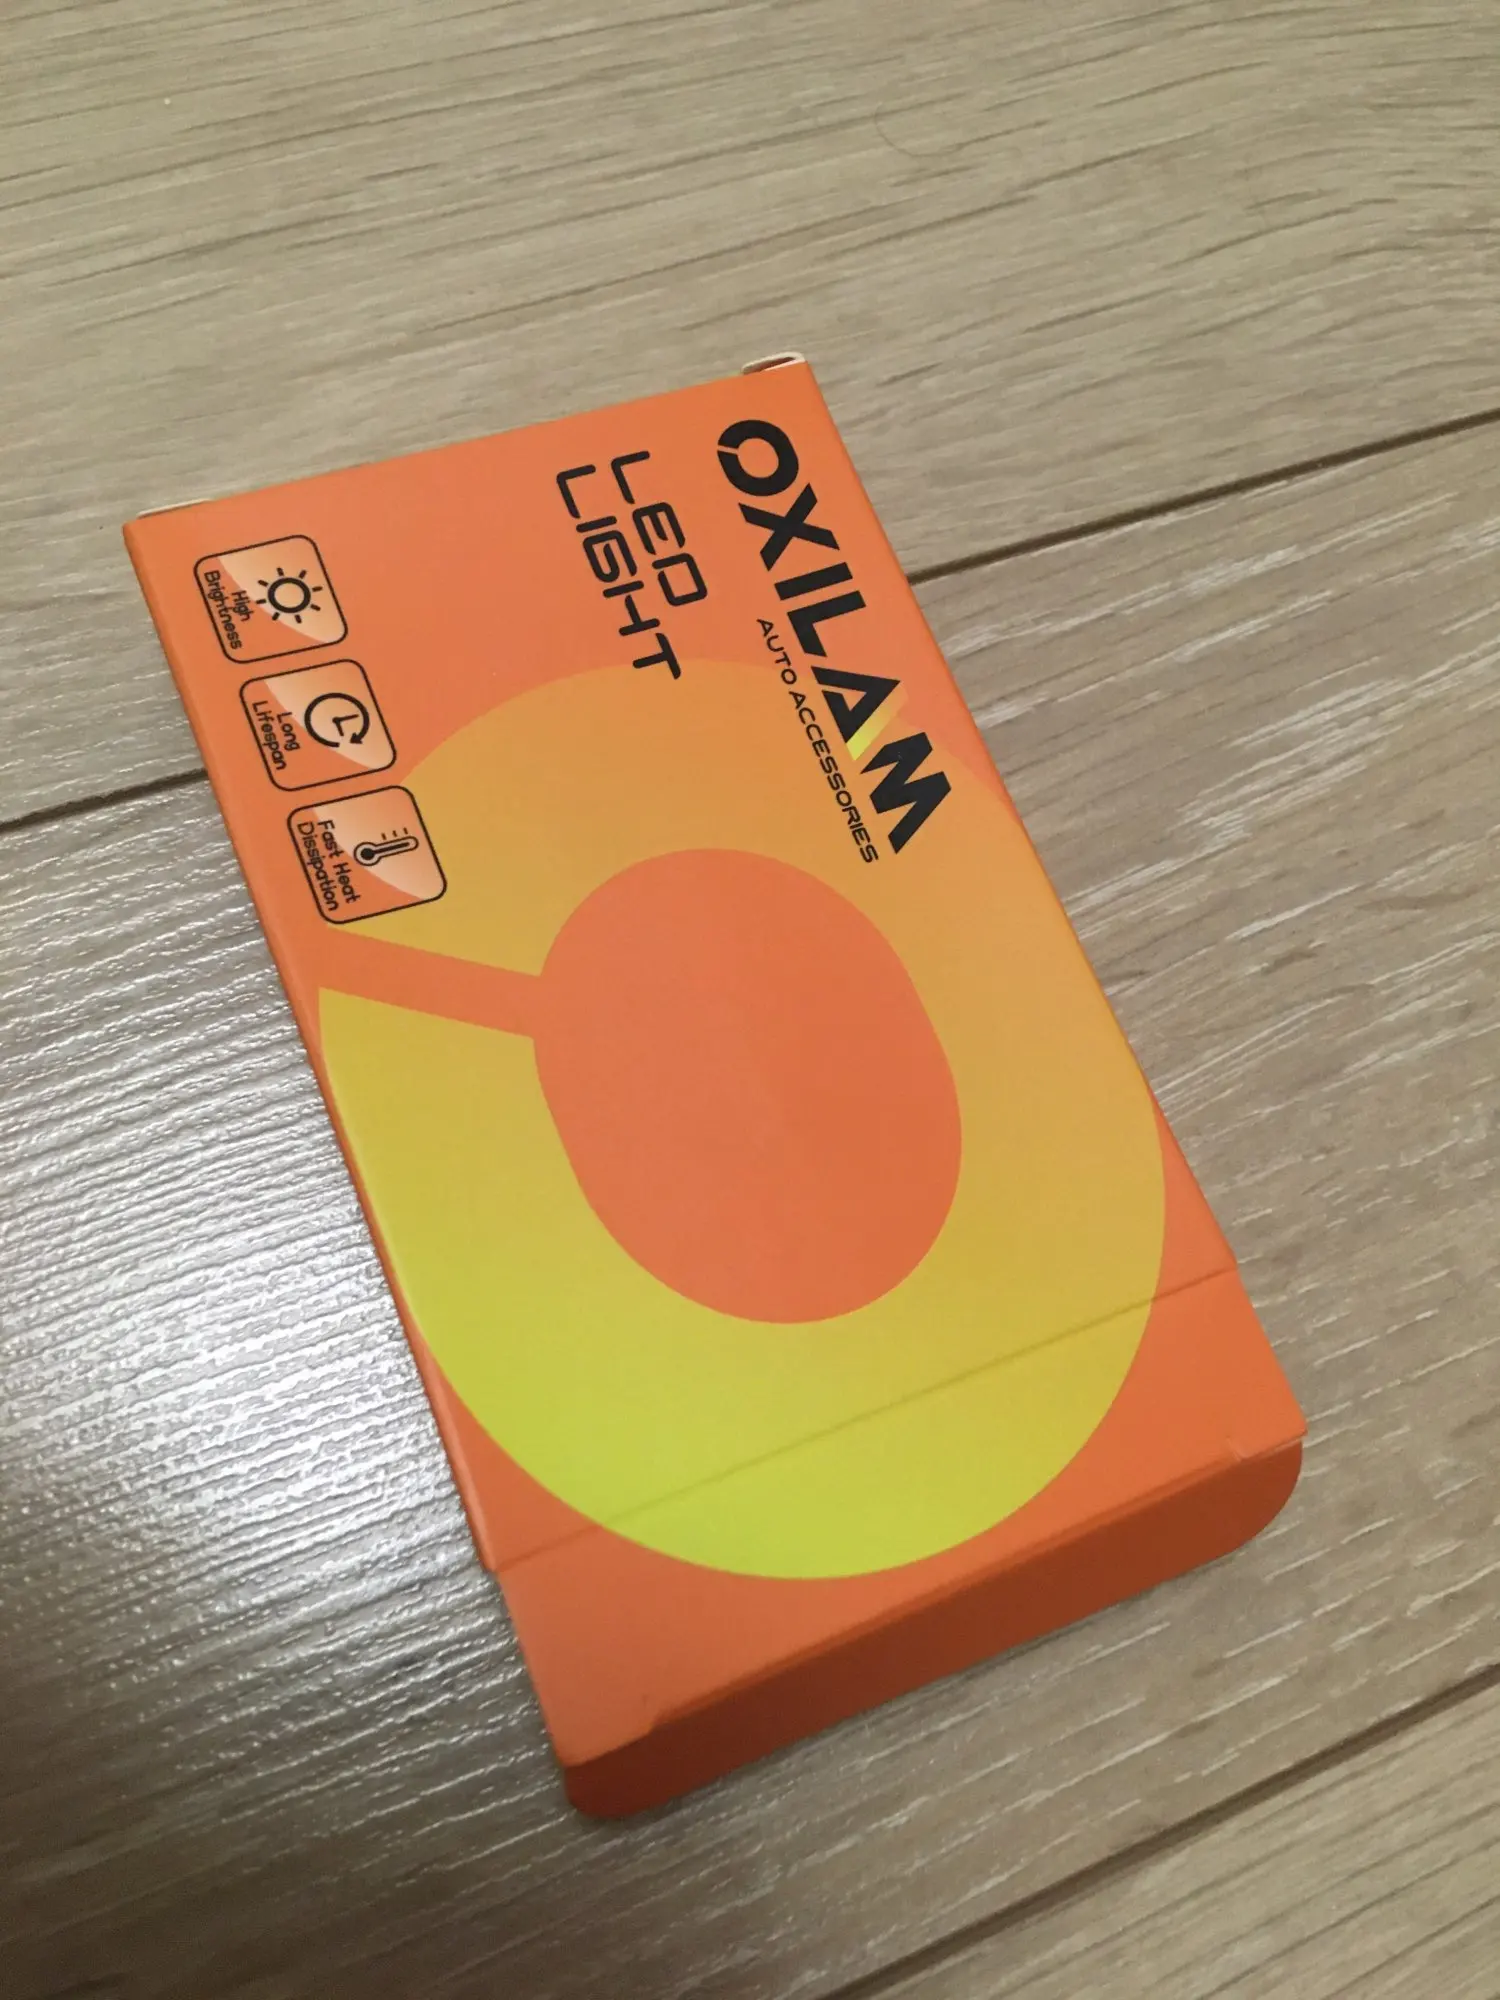 OXILAM
AUTO ACCESSORIES
LED
LIGHT
High
Brightness
Long
Lifespan
Fast Heat
Dissipation